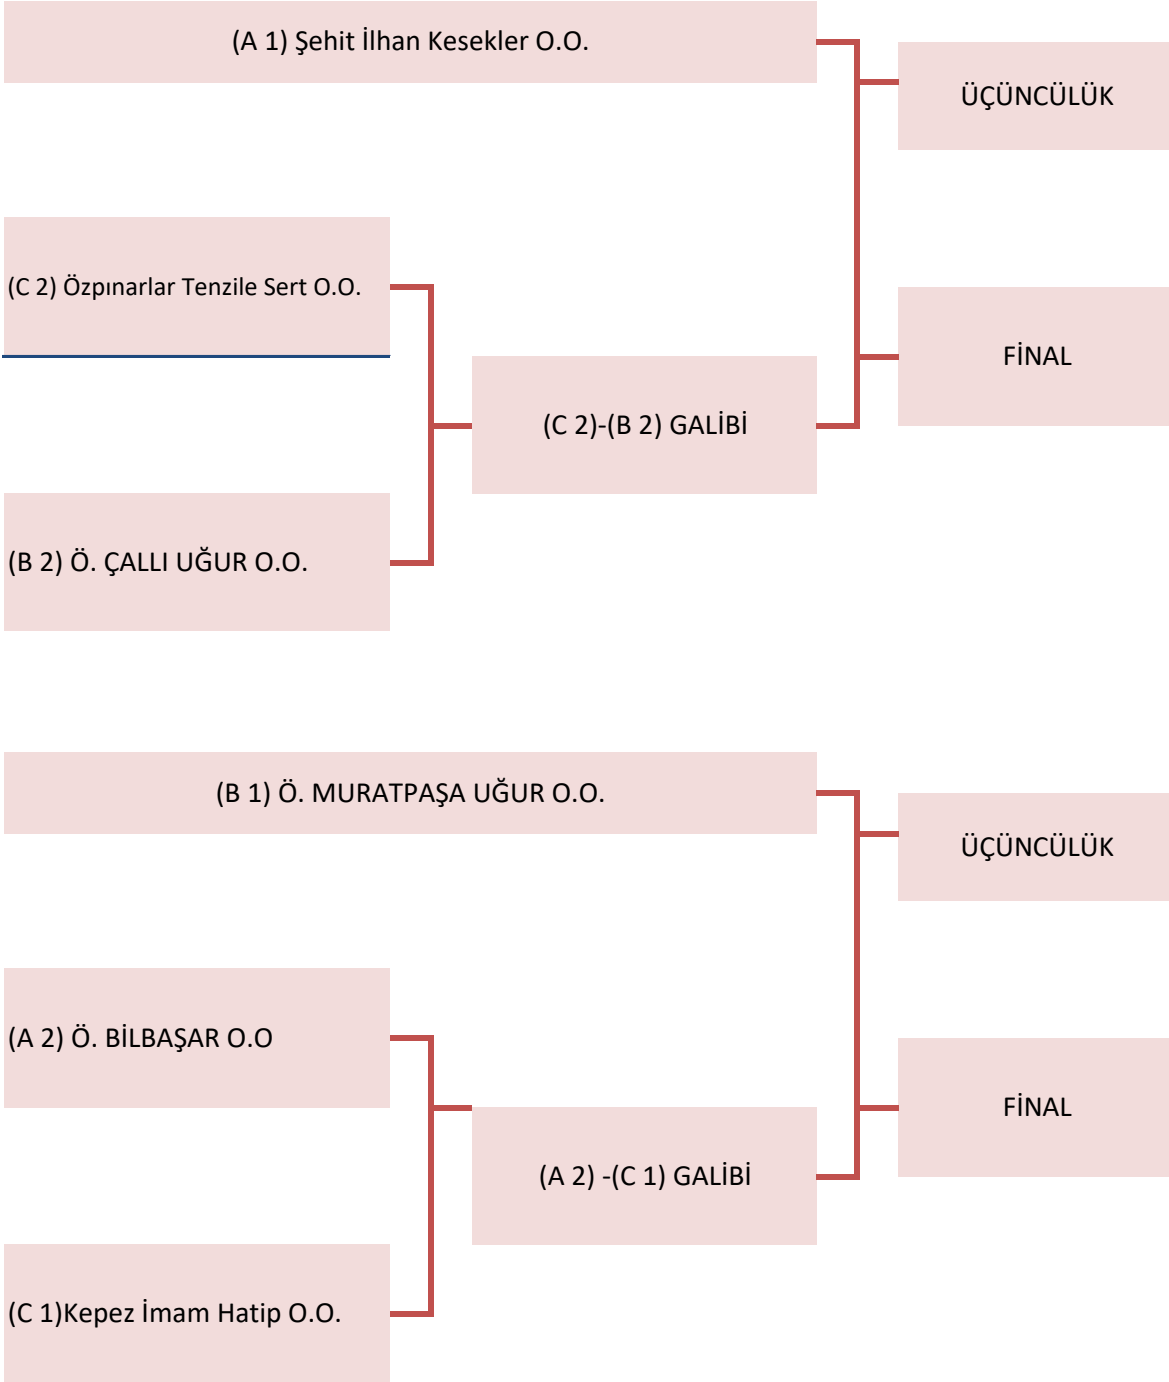 (A 1) Şehit İlhan Kesekler O.O.
ÜÇÜNCÜLÜK
(C 2) Özpınarlar Tenzile Sert O.O.
FİNAL
(C 2)-(B 2) GALİBİ
(B 2) Ö. ÇALLI UĞUR O.O.
(B 1) Ö. MURATPAŞA UĞUR O.O.
ÜÇÜNCÜLÜK
(A 2) Ö. BİLBAŞAR O.O
FİNAL
(A 2) -(C 1) GALİBİ
(C 1)Kepez İmam Hatip O.O.